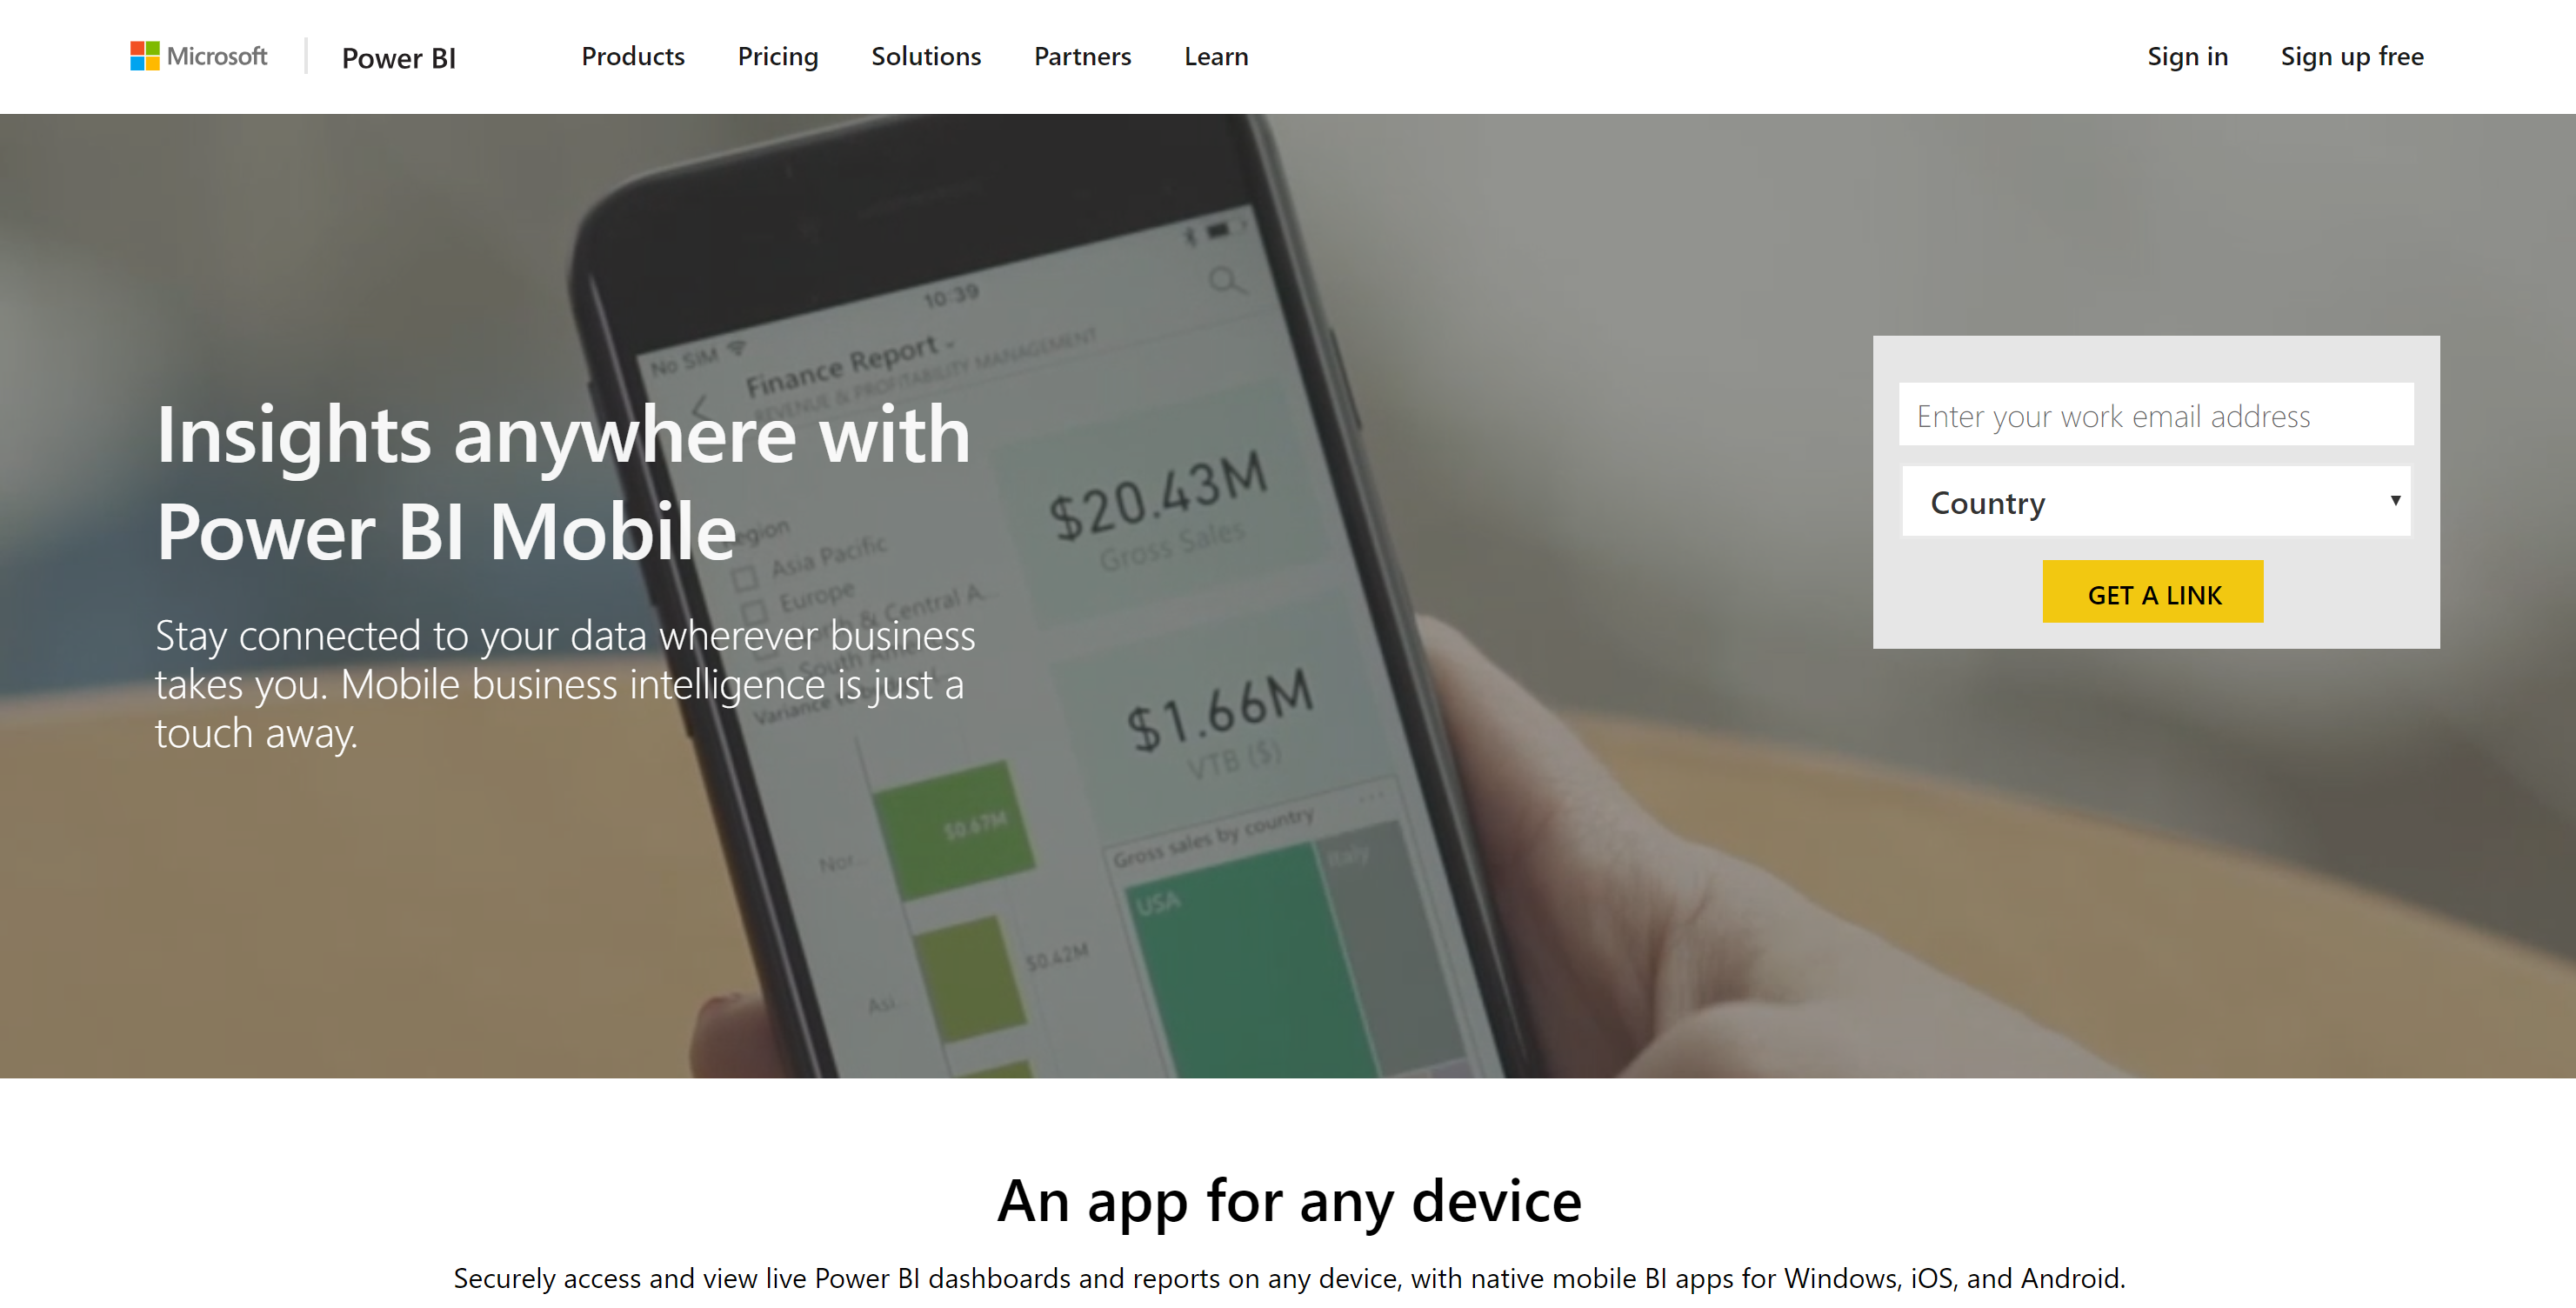 Microsoft
Power BI
Products
Pricing
Solutions
Partners
Learn
Sign in
Sign up free
10:39
No SIM
Finance Report
REVENUE & PROFITABILITY MANAGEMENT
Insights anywhere with
Power BI Mobile
Stay connected to your data wherever business
takes you. Mobile business intelligence is just a
touch away.
Region
Asia Pacific
Europe
& Central A...
South
Variance
$20.43M
Gross Sales
$1.66M
VTB ($)
$0.67M
Nor...
$0.42M
Asi...
Gross sales by country
USA
Italy
Enter your work email address
Country
GET A LINK
An app for any device
Securely access and view live Power BI dashboards and reports on any device, with native mobile BI apps for Windows, iOS, and Android.